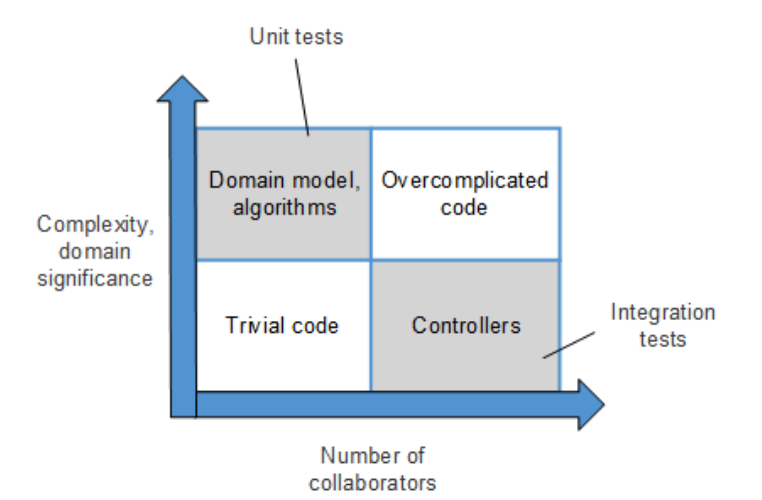 Unit tests
Domain model,
algorithms
Overcomplicated
code
Complexity,
domain
significance
Trivial code
Controllers
Integration
tests
Number of
collaborators